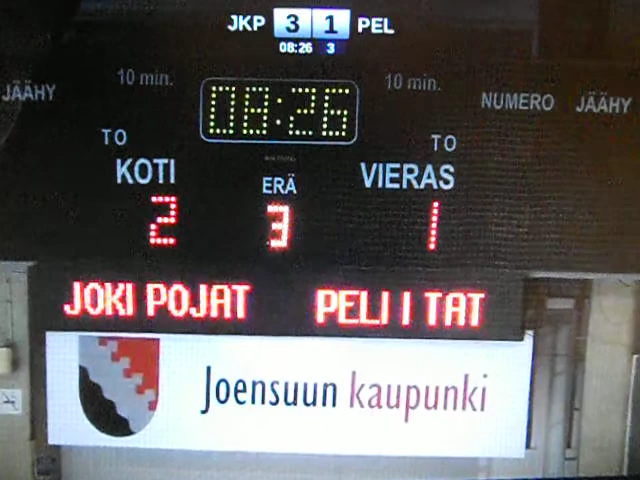 JKP 3 1 PEL
08:26 3
10 min. 10 min.
JÄÄHY 08:26 NUMERO JÄÄHY
TO TO
KOTI ERÄ VIERAS
2 3 1
JOKI POJAT PELI I TAT
Joensuun kaupunki